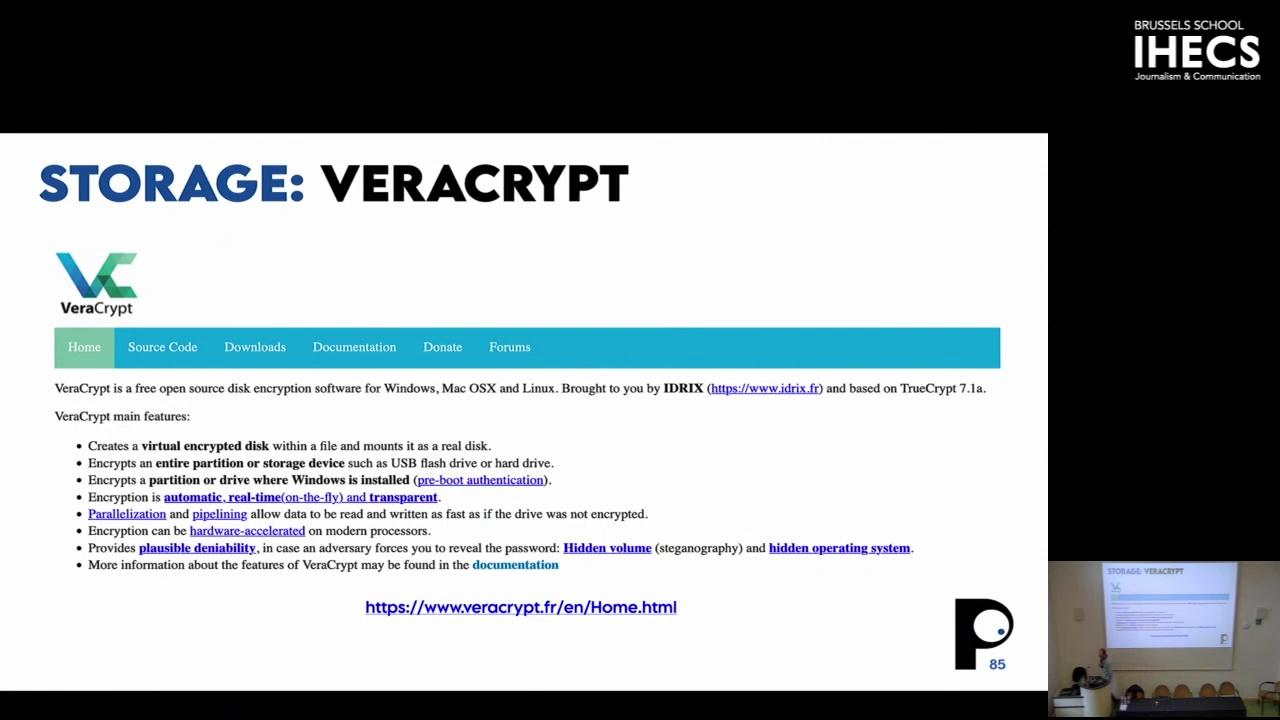 BRUSSELS SCHOOL
IHECS
Journalism & Communication
STORAGE: VERACRYPT
VeraCrypt
Home Source Code Downloads Documentation Donate Forums
VeraCrypt is a free open source disk encryption software for Windows, Mac OSX and Linux. Brought to you by IDRIX (https://www.idrix.fr) and based on TrueCrypt 7.1a.
VeraCrypt main features:
• Creates a virtual encrypted disk within a file and mounts it as a real disk.
• Encrypts an entire partition or storage device such as USB flash drive or hard drive.
• Encrypts a partition or drive where Windows is installed (pre-boot authentication).
• Encryption is automatic, real-time(on-the-fly) and transparent.
• Parallelization and pipelining allow data to be read and written as fast as if the drive was not encrypted.
• Encryption can be hardware-accelerated on modern processors.
• Provides plausible deniability, in case an adversary forces you to reveal the password: Hidden volume (steganography) and hidden operating system.
• More information about the features of VeraCrypt may be found in the documentation
https://www.veracrypt.fr/en/Home.html
85
STORAGE: VERACRYPT